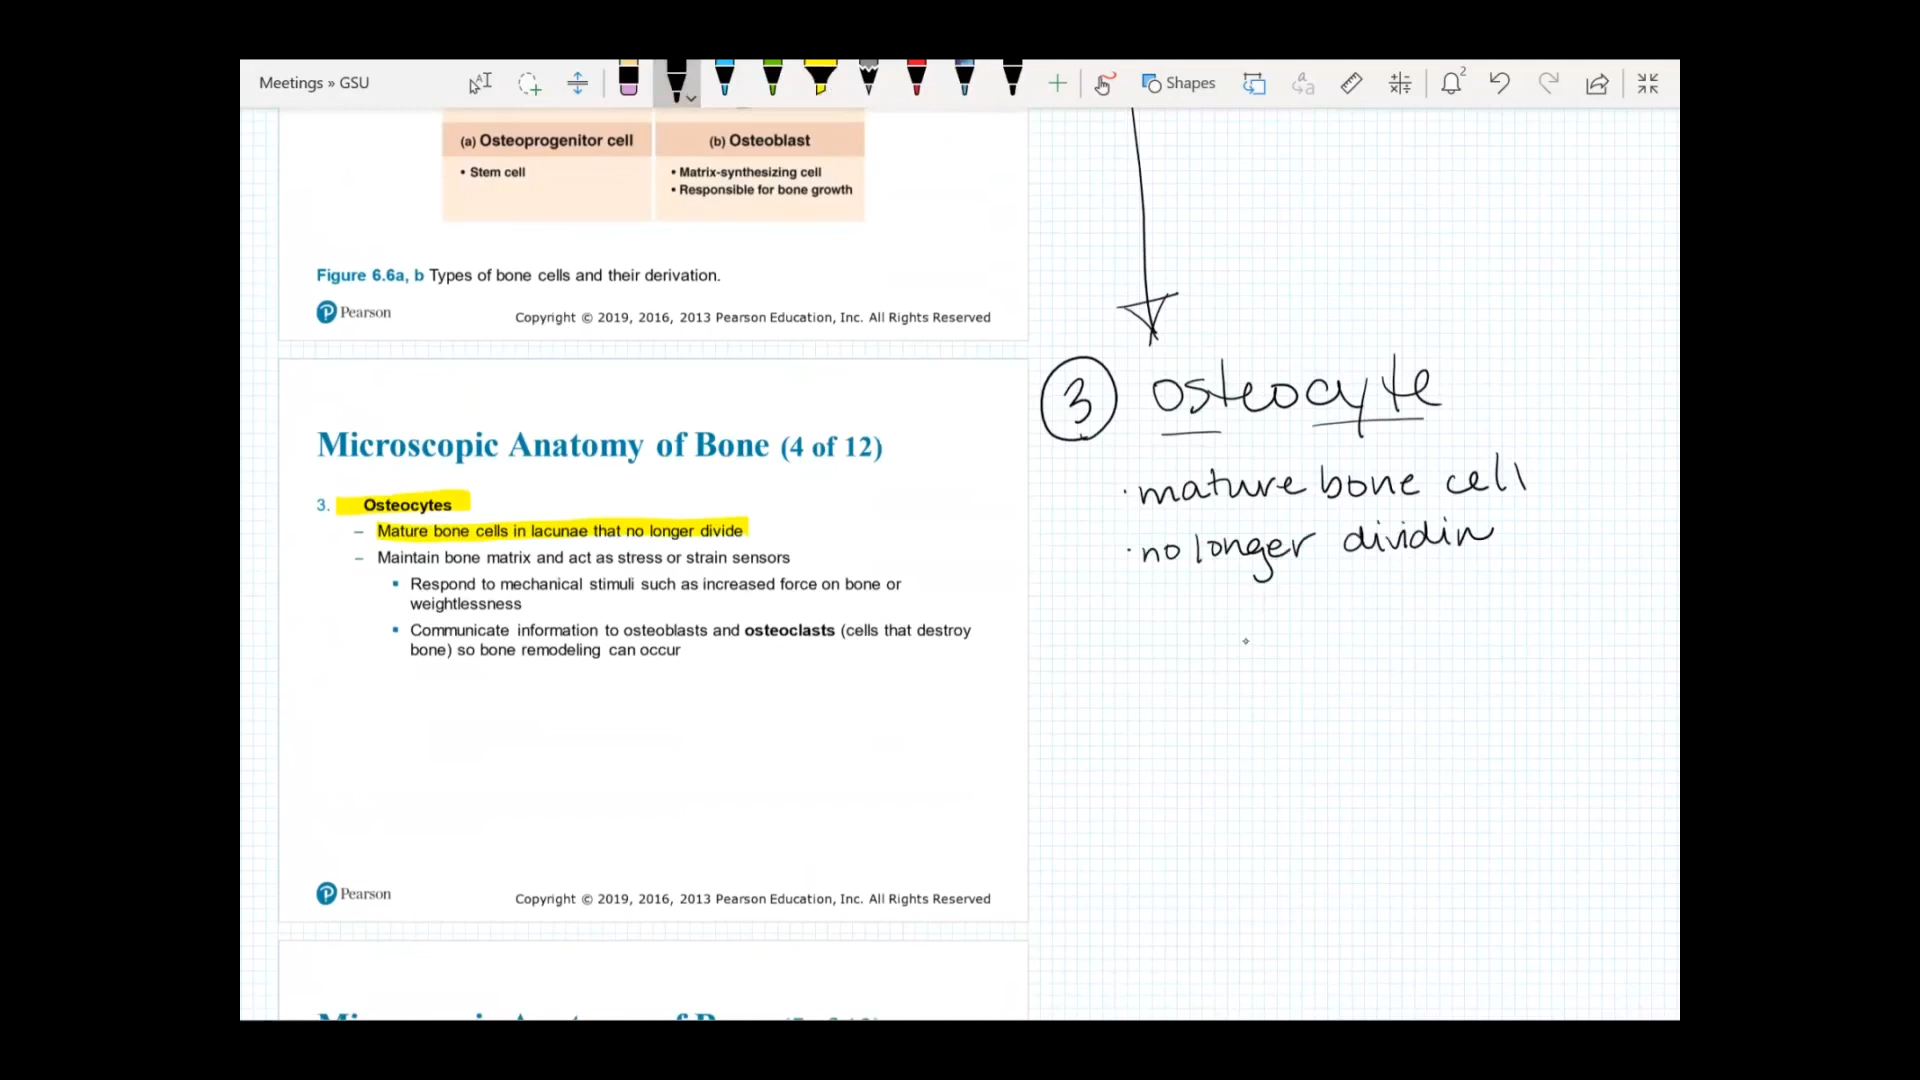 Meetings » GSU
Shapes
2
(a) Osteoprogenitor cell
(b) Osteoblast
• Stem cell
• Matrix-synthesizing cell
• Responsible for bone growth
Figure 6.6a, b Types of bone cells and their derivation.
Pearson
Copyright © 2019, 2016, 2013 Pearson Education, Inc. All Rights Reserved
Microscopic Anatomy of Bone (4 of 12)
3. Osteocytes
– Mature bone cells in lacunae that no longer divide
– Maintain bone matrix and act as stress or strain sensors
▪ Respond to mechanical stimuli such as increased force on bone or
weightlessness
▪ Communicate information to osteoblasts and osteoclasts (cells that destroy
bone) so bone remodeling can occur
Pearson
Copyright © 2019, 2016, 2013 Pearson Education, Inc. All Rights Reserved
3 osteocyte
· mature bone cell
· no longer dividin